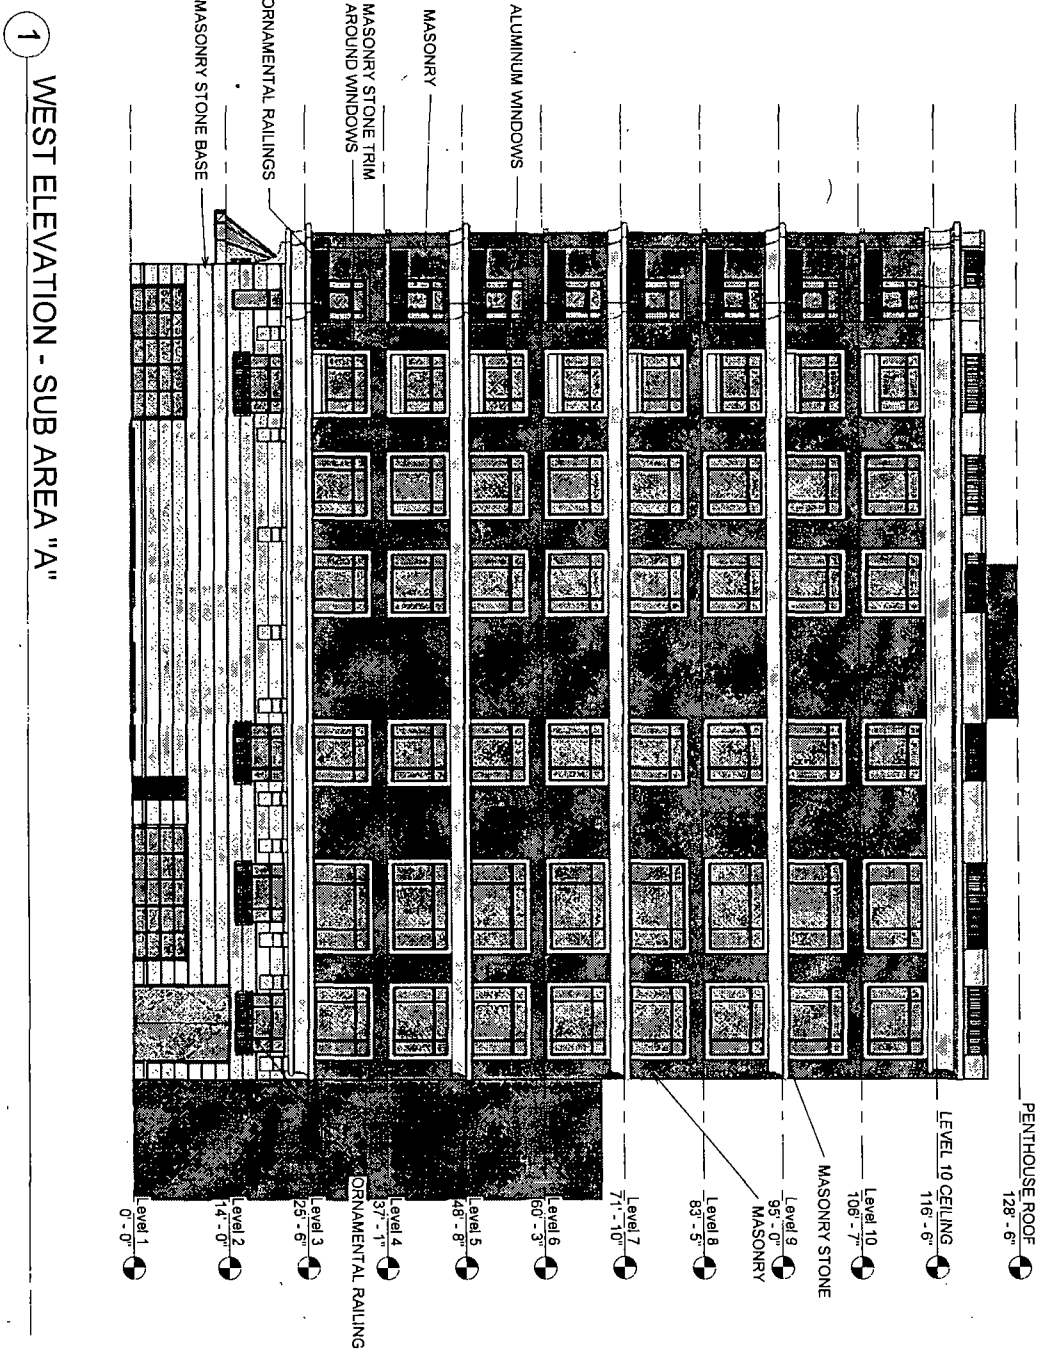 PENTHOUSE ROOF
128' - 6"
LEVEL 10 CEILING
116' - 6"
Level 10
106' - 7"
Level 9
95' - 0"
Level 8
83' - 5"
Level 7
71' - 10"
Level 6
60' - 3"
Level 5
48' - 8"
Level 4
37' - 1"
Level 3
25' - 6"
Level 2
14' - 0"
Level 1
0' - 0"
ALUMINUM WINDOWS
MASONRY
MASONRY STONE TRIM
AROUND WINDOWS
ORNAMENTAL RAILINGS
MASONRY STONE BASE
MASONRY STONE
MASONRY
ORNAMENTAL RAILING
1
WEST ELEVATION - SUB AREA "A"